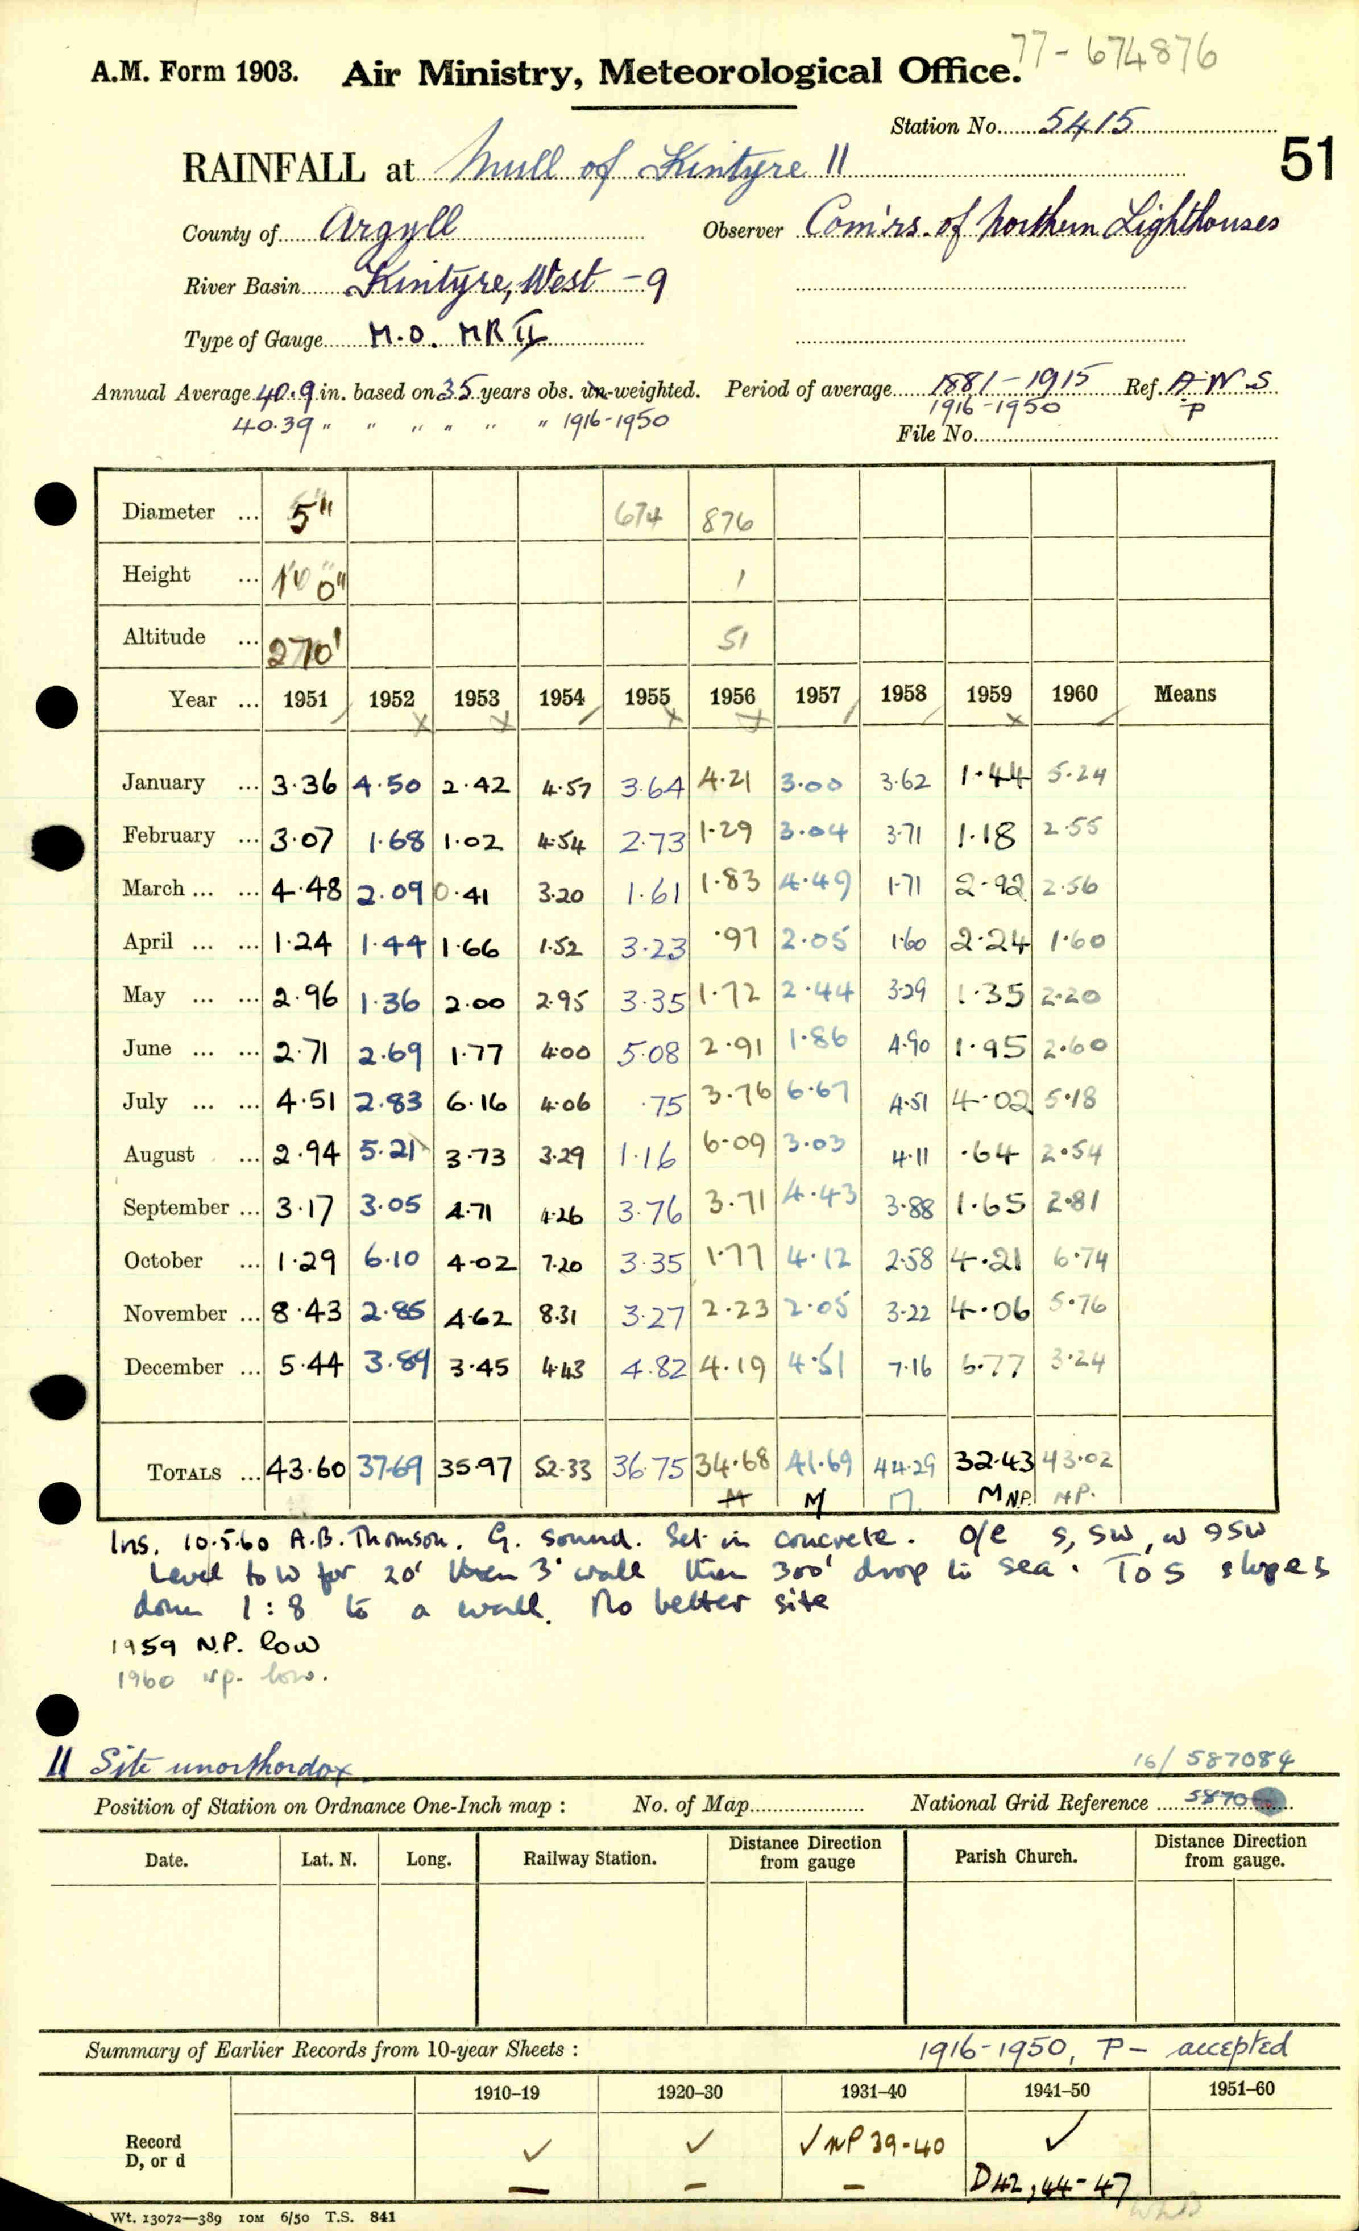 77-674876
A.M. Form 1903. Air Ministry, Meteorological Office.
Station No. 5415
51
RAINFALL at Mull of Kintyre II
County of Argyll Observer Com'rs. of Northern Lighthouses
River Basin Kintyre, West - 9
Type of Gauge M.O. MR II
Annual Average 40.9 in. based on 35 years obs. un-weighted. Period of average 1881-1915 Ref. A.W.S
40.39 " " " " " " 1916-1950 1916-1950 P
File No.
Diameter ... 5" 674 876
Height ... 1' 0" 1
Altitude ... 270' 51
Year ... 1951 / 1952 x 1953 x 1954 / 1955 x 1956 x 1957 / 1958 / 1959 x 1960 / Means
January ... 3.36 4.50 2.42 4.57 3.64 4.21 3.00 3.62 1.44 5.24
February ... 3.07 1.68 1.02 4.54 2.73 1.29 3.04 3.71 1.18 2.55
March ... ... 4.48 2.09 0.41 3.20 1.61 1.83 4.49 1.71 2.92 2.56
April ... ... 1.24 1.44 1.66 1.52 3.23 .97 2.05 1.60 2.24 1.60
May ... ... 2.96 1.36 2.00 2.95 3.35 1.72 2.44 3.29 1.35 2.20
June ... ... 2.71 2.69 1.77 4.00 5.08 2.91 1.86 4.90 1.95 2.60
July ... ... 4.51 2.83 6.16 4.06 .75 3.76 6.67 4.51 4.02 5.18
August ... 2.94 5.21 3.73 3.29 1.16 6.09 3.03 4.11 .64 2.54
September ... 3.17 3.05 4.71 4.26 3.76 3.71 4.43 3.88 1.65 2.81
October ... 1.29 6.10 4.02 7.20 3.35 1.77 4.12 2.58 4.21 6.74
November ... 8.43 2.85 4.62 8.31 3.27 2.23 2.05 3.22 4.06 5.76
December ... 5.44 3.89 3.45 4.43 4.82 4.19 4.51 7.16 6.77 3.24
TOTALS ... 43.60 37.69 35.97 52.33 36.75 34.68 41.69 44.29 32.43 43.02
M M M M N.P. N.P.
Ins. 10.5.60 A.B. Thomson. G. sound. Set in concrete. O/e S, SW, W SSW
Level to W for 20' then 3' wall then 300' drop to sea. To S slopes
down 1:8 to a wall. No better site
1959 N.P. low
1960 N.P. low.
II Site unorthordox 16/587084
Position of Station on Ordnance One-Inch map : No. of Map National Grid Reference 5870
Date. Lat. N. Long. Railway Station. Distance from gauge Direction Parish Church. Distance from gauge. Direction
Summary of Earlier Records from 10-year Sheets : 1916-1950, P - accepted
1910–19 1920–30 1931–40 1941–50 1951–60
Record D, or d ✓ ✓ ✓ NP 39-40 ✓
— — — D42, 44-47
Wt. 13072—389 10M 6/50 T.S. 841